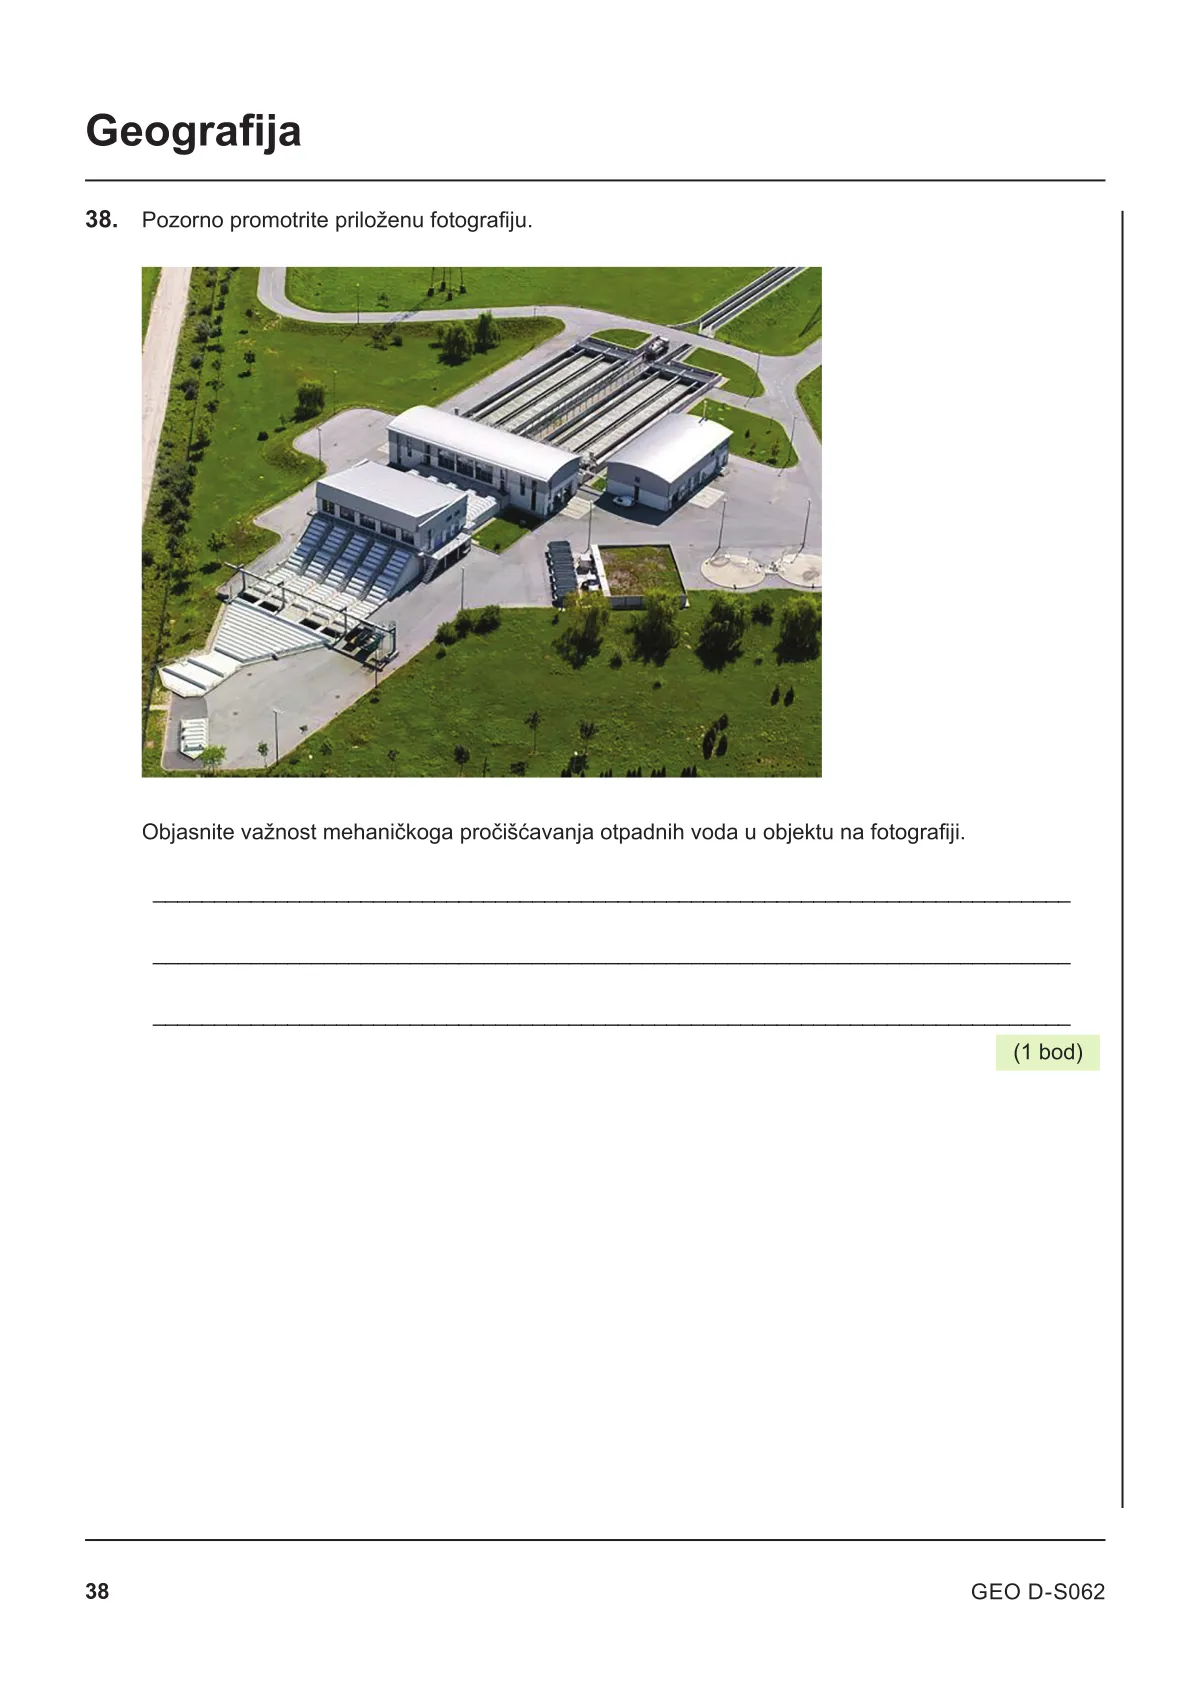 Geografija
38. Pozorno promotrite priloženu fotografiju.
Objasnite važnost mehaničkoga pročišćavanja otpadnih voda u objektu na fotografiji.
(1 bod)
38
GEO D-S062